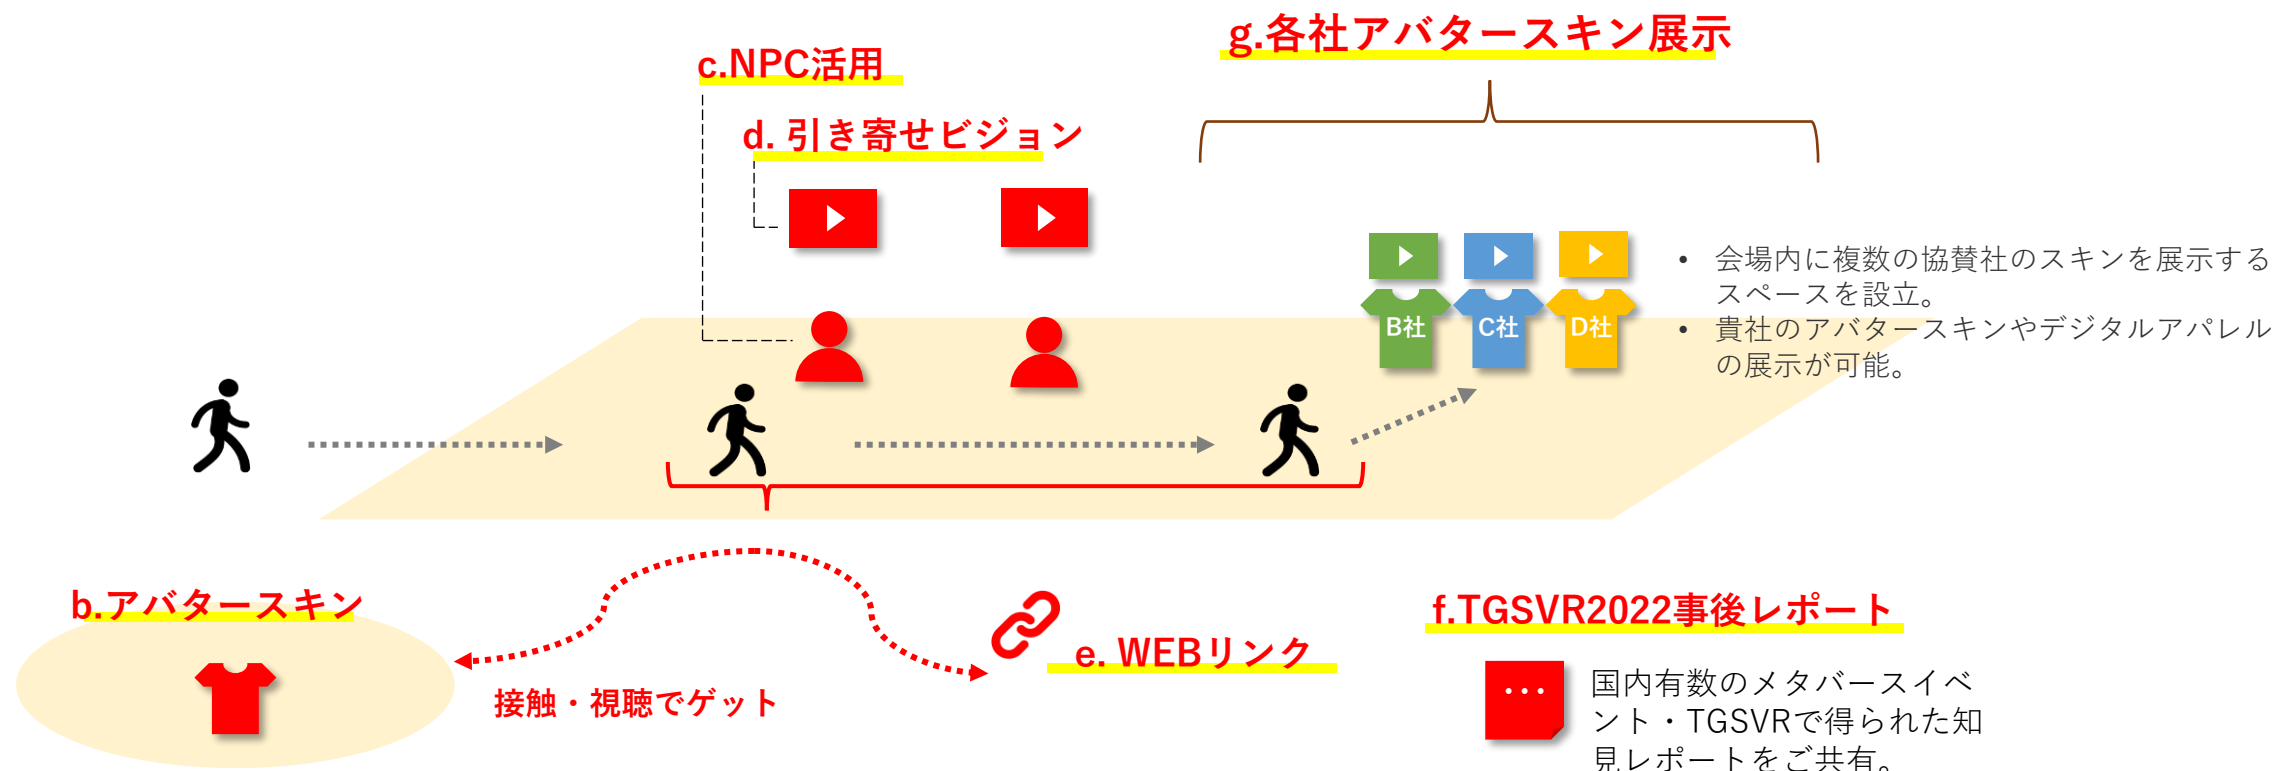 g.各社アバタースキン展示
c.NPC活用
d. 引き寄せビジョン
• 会場内に複数の協賛社のスキンを展示する
スペースを設立。
• 貴社のアバタースキンやデジタルアパレル
の展示が可能。
B社 C社 D社
b.アバタースキン
接触・視聴でゲット
e. WEBリンク
f.TGSVR2022事後レポート
国内有数のメタバースイベ
ント・TGSVRで得られた知
見レポートをご共有。